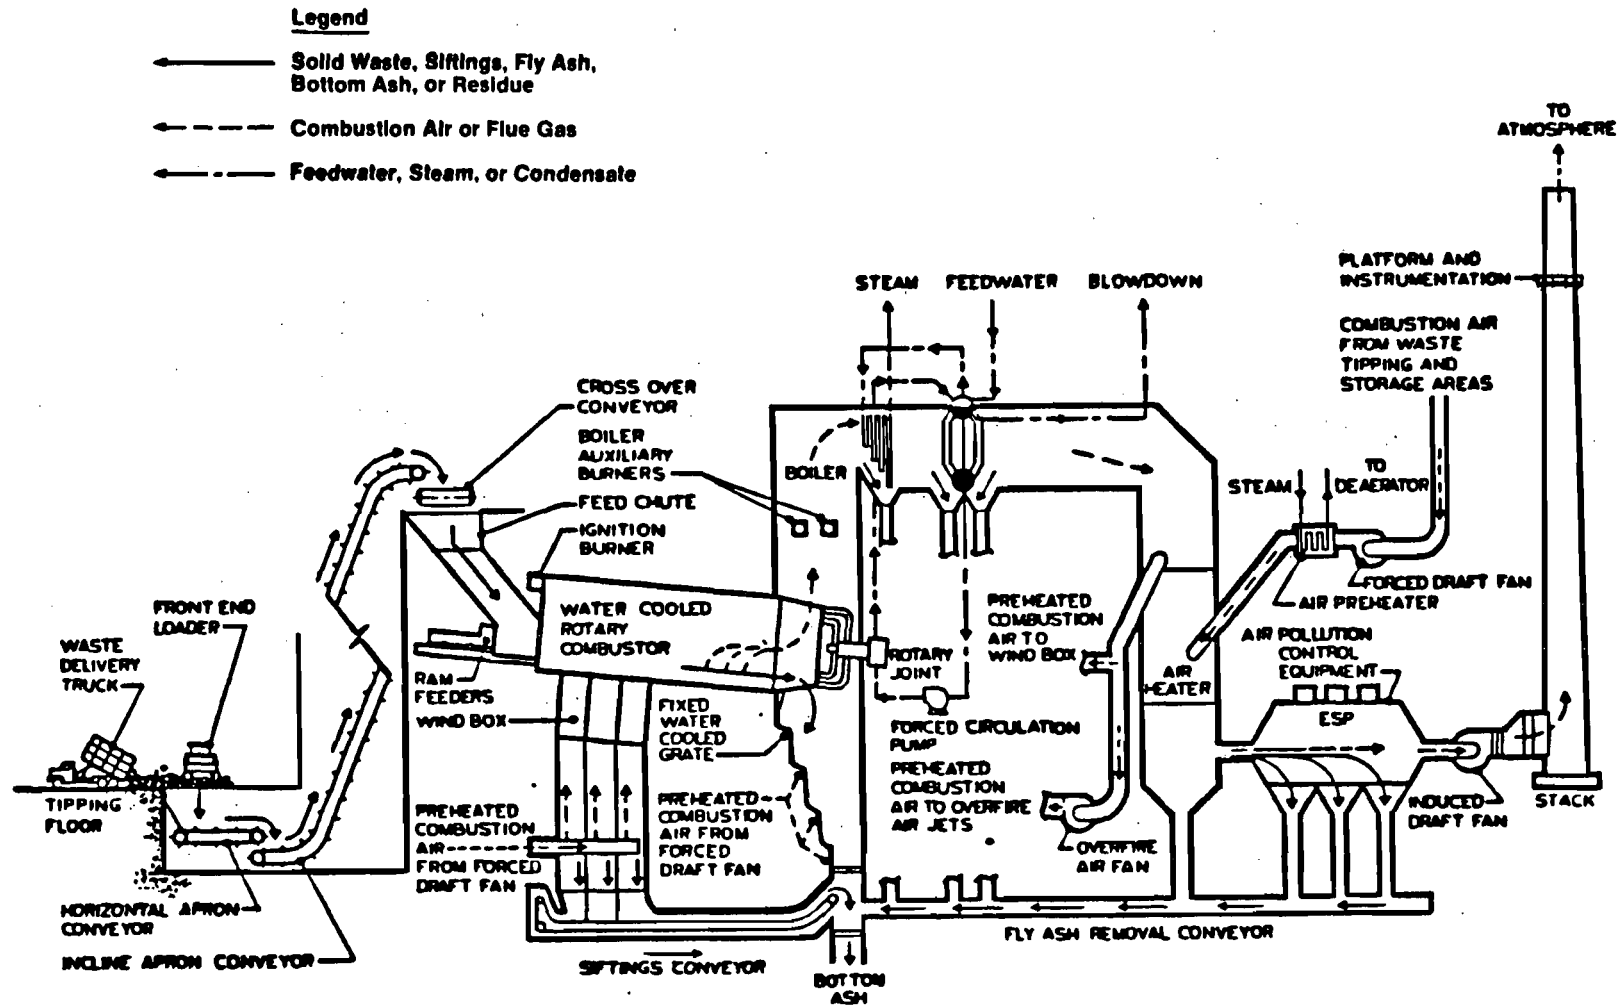 Legend
Solid Waste, Siftings, Fly Ash,
Bottom Ash, or Residue
Combustion Air or Flue Gas
Feedwater, Steam, or Condensate
TO
ATMOSPHERE
PLATFORM AND
INSTRUMENTATION
COMBUSTION AIR
FROM WASTE
TIPPING AND
STORAGE AREAS
STEAM
FEEDWATER
BLOWDOWN
CROSS OVER
CONVEYOR
BOILER
AUXILIARY
BURNERS
FEED CHUTE
IGNITION
BURNER
BOILER
STEAM
TO
DEAERATOR
FORCED DRAFT FAN
AIR PREHEATER
FRONT END
LOADER
WASTE
DELIVERY
TRUCK
WATER COOLED
ROTARY
COMBUSTOR
PREHEATED
COMBUSTION
AIR TO
WIND BOX
ROTARY
JOINT
AIR POLLUTION
CONTROL
EQUIPMENT
RAM
FEEDERS
WIND BOX
FIXED
WATER
COOLED
GRATE
AIR
HEATER
ESP
FORCED CIRCULATION
PUMP
PREHEATED
COMBUSTION
AIR TO OVERFIRE
AIR JETS
TIPPING
FLOOR
PREHEATED
COMBUSTION
AIR
FROM FORCED
DRAFT FAN
PREHEATED
COMBUSTION
AIR FROM
FORCED
DRAFT FAN
OVERFIRE
AIR FAN
INDUCED
DRAFT FAN
STACK
HORIZONTAL APRON
CONVEYOR
INCLINE APRON CONVEYOR
SIFTINGS CONVEYOR
BOTTOM
ASH
FLY ASH REMOVAL CONVEYOR